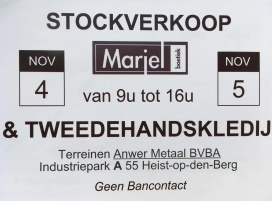 STOCKVERKOOP
NOV
4
Marjel
boetiek
NOV
5
van 9u tot 16u
& TWEEDEHANDSKLEDIJ
Terreinen Anwer Metaal BVBA
Industriepark A 55 Heist-op-den-Berg
Geen Bancontact